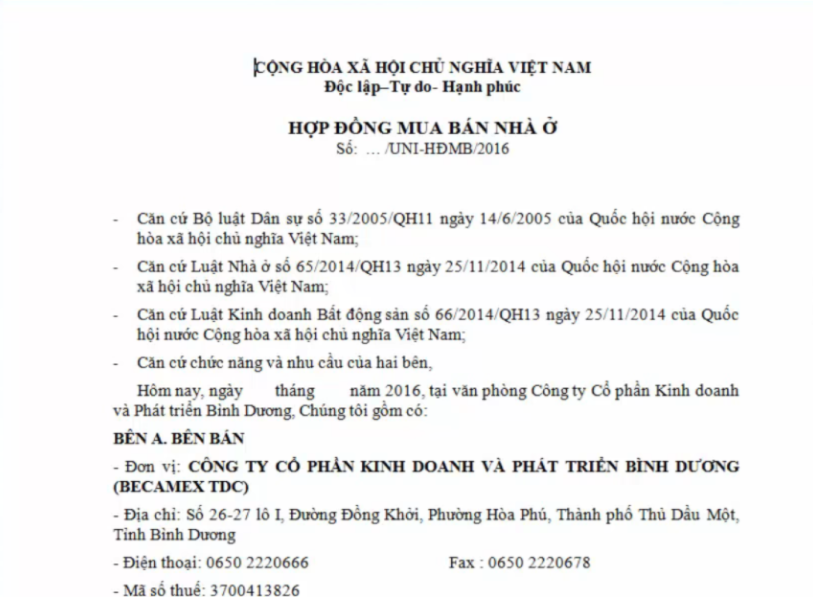 CỘNG HÒA XÃ HỘI CHỦ NGHĨA VIỆT NAM
Độc lập–Tự do- Hạnh phúc
HỢP ĐỒNG MUA BÁN NHÀ Ở
Số: ... /UNI-HĐMB/2016
- Căn cứ Bộ luật Dân sự số 33/2005/QH11 ngày 14/6/2005 của Quốc hội nước Cộng
hòa xã hội chủ nghĩa Việt Nam;
- Căn cứ Luật Nhà ở số 65/2014/QH13 ngày 25/11/2014 của Quốc hội nước Cộng hòa
xã hội chủ nghĩa Việt Nam;
- Căn cứ Luật Kinh doanh Bất động sản số 66/2014/QH13 ngày 25/11/2014 của Quốc
hội nước Cộng hòa xã hội chủ nghĩa Việt Nam;
- Căn cứ chức năng và nhu cầu của hai bên,
Hôm nay, ngày tháng năm 2016, tại văn phòng Công ty Cổ phần Kinh doanh
và Phát triển Bình Dương, Chúng tôi gồm có:
BÊN A. BÊN BÁN
- Đơn vị: CÔNG TY CỔ PHẦN KINH DOANH VÀ PHÁT TRIỂN BÌNH DƯƠNG
(BECAMEX TDC)
- Địa chỉ: Số 26-27 lô I, Đường Đồng Khởi, Phường Hòa Phú, Thành phố Thủ Dầu Một,
Tỉnh Bình Dương
- Điện thoại: 0650 2220666 Fax : 0650 2220678
- Mã số thuế: 3700413826